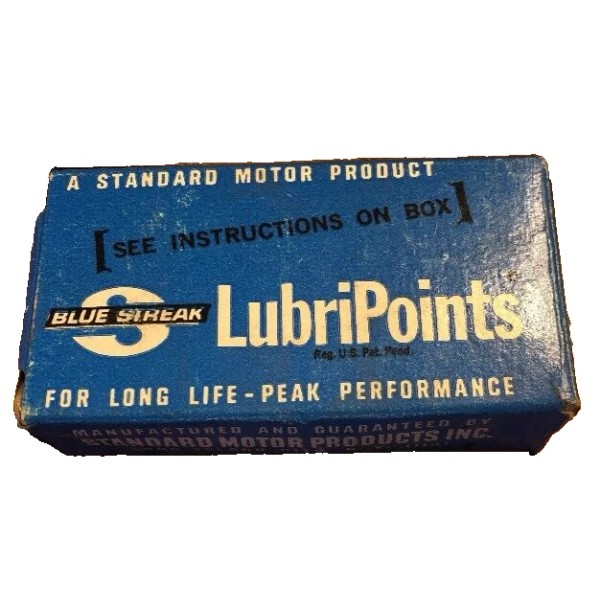 A STANDARD MOTOR PRODUCT
[SEE INSTRUCTIONS ON BOX]
S
BLUE STREAK
LubriPoints
Reg. U.S. Pat. Pend.
FOR LONG LIFE - PEAK PERFORMANCE
MANUFACTURED AND GUARANTEED BY
STANDARD MOTOR PRODUCTS INC.